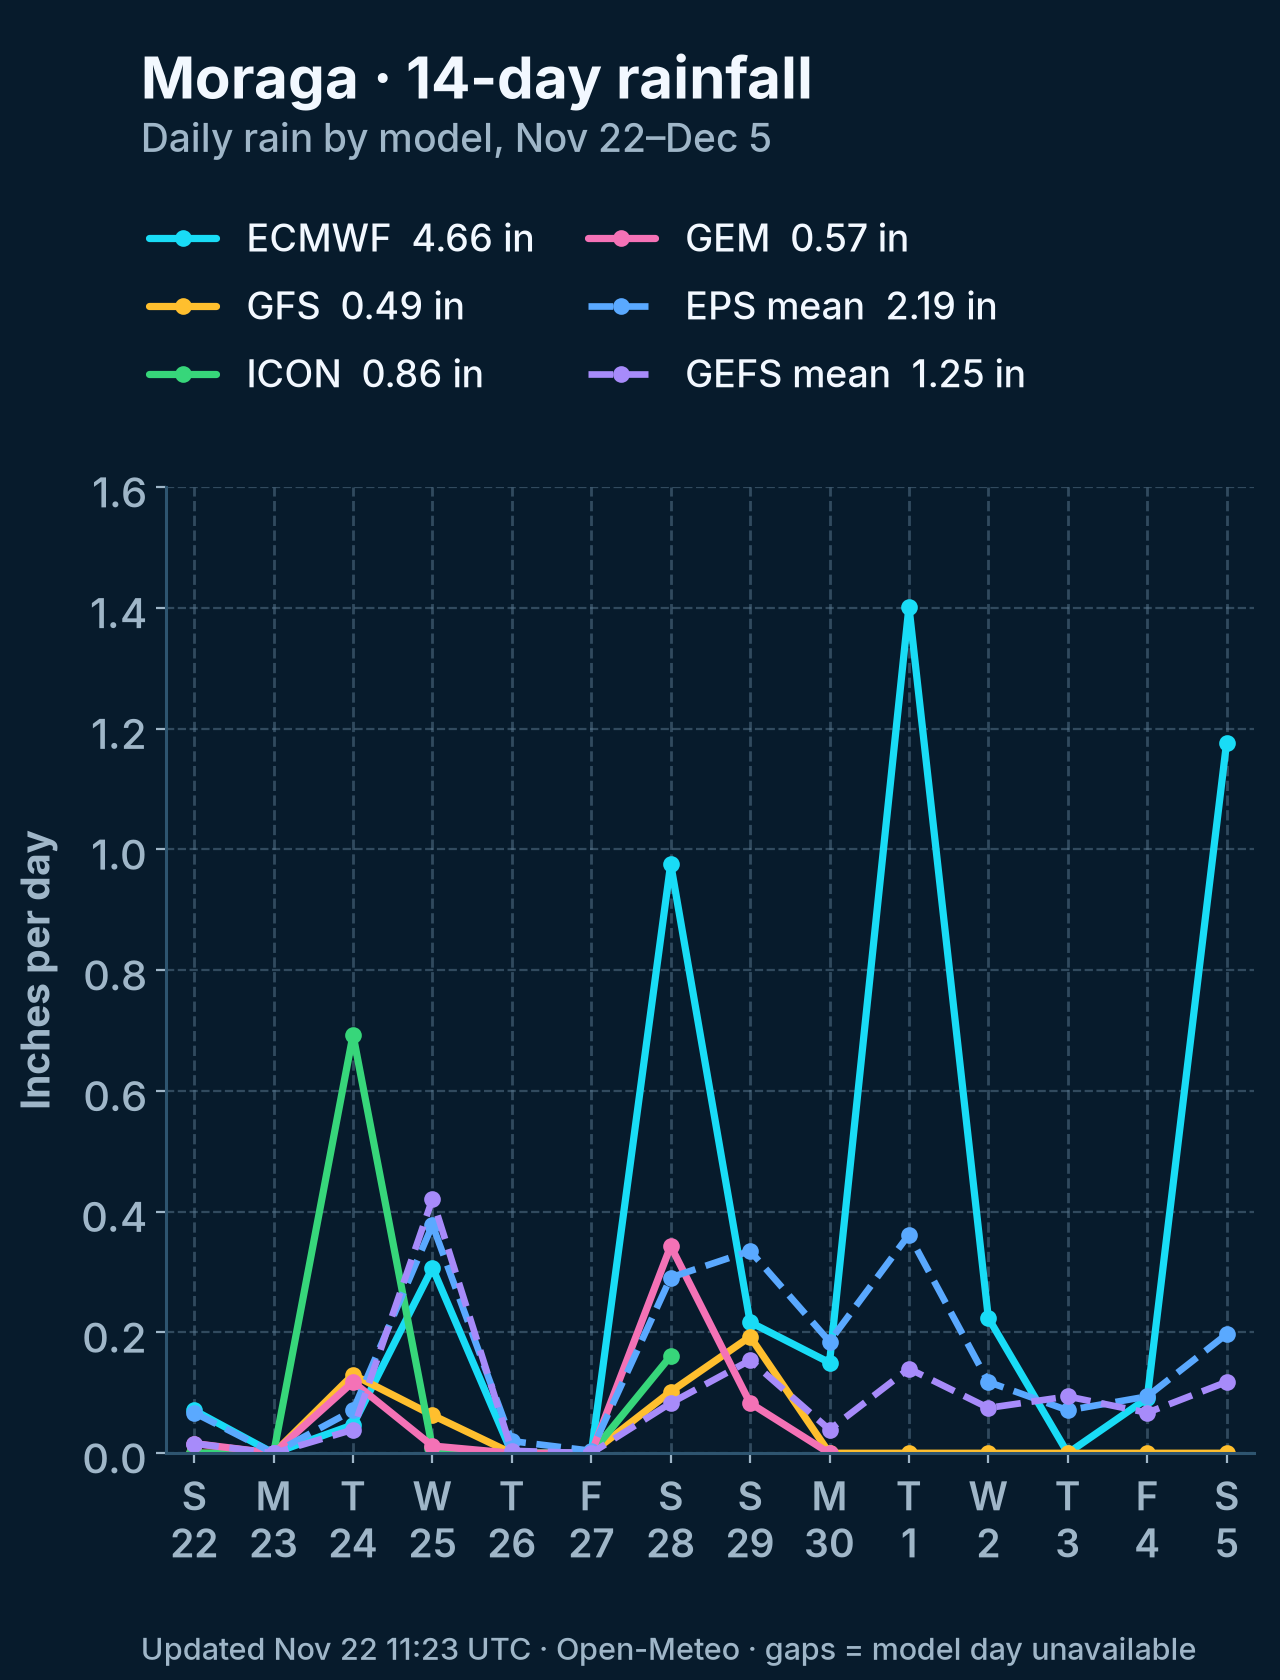 Moraga · 14-day rainfall
Daily rain by model, Nov 22–Dec 5
ECMWF 4.66 in
GEM 0.57 in
GFS 0.49 in
EPS mean 2.19 in
ICON 0.86 in
GEFS mean 1.25 in
Inches per day
1.6
1.4
1.2
1.0
0.8
0.6
0.4
0.2
0.0
S M T W T F S S M T W T F S
22 23 24 25 26 27 28 29 30 1 2 3 4 5
Updated Nov 22 11:23 UTC · Open-Meteo · gaps = model day unavailable